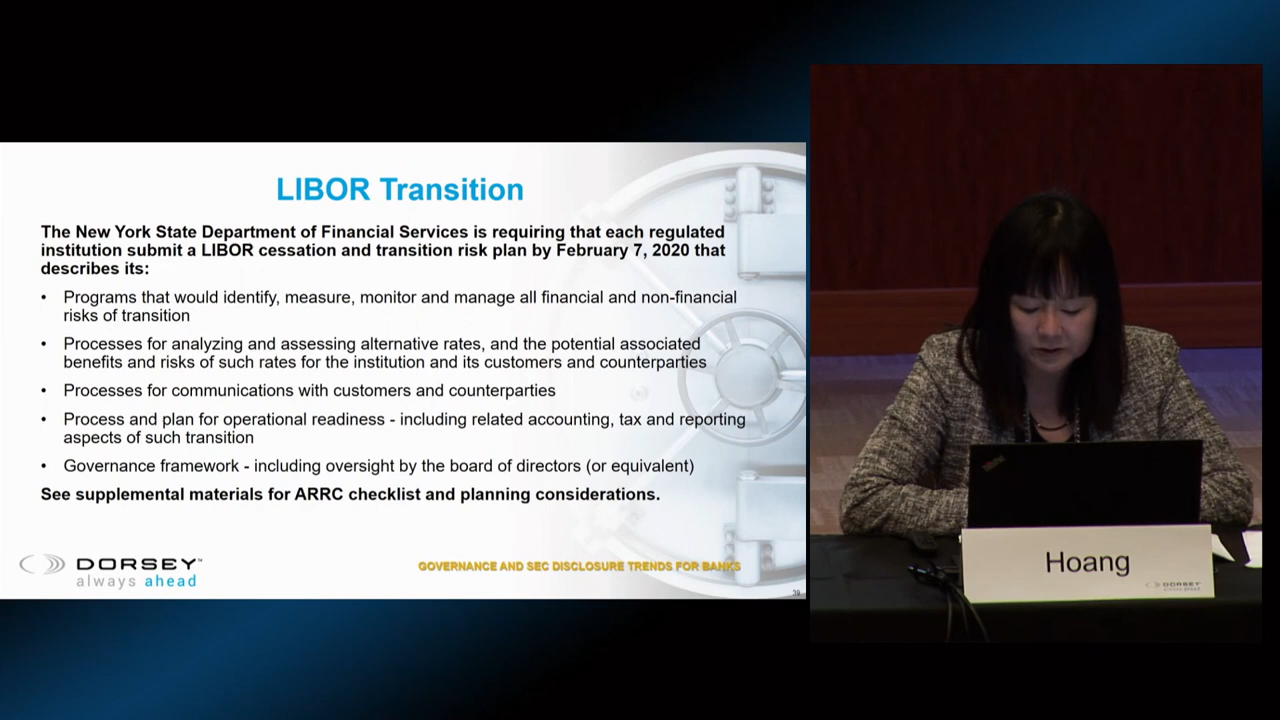 LIBOR Transition
The New York State Department of Financial Services is requiring that each regulated
institution submit a LIBOR cessation and transition risk plan by February 7, 2020 that
describes its:
• Programs that would identify, measure, monitor and manage all financial and non-financial
risks of transition
• Processes for analyzing and assessing alternative rates, and the potential associated
benefits and risks of such rates for the institution and its customers and counterparties
• Processes for communications with customers and counterparties
• Process and plan for operational readiness - including related accounting, tax and reporting
aspects of such transition
• Governance framework - including oversight by the board of directors (or equivalent)
See supplemental materials for ARRC checklist and planning considerations.
DORSEY™
always ahead
GOVERNANCE AND SEC DISCLOSURE TRENDS FOR BANKS
39
ThinkPad
Hoang
DORSEY
always ahead